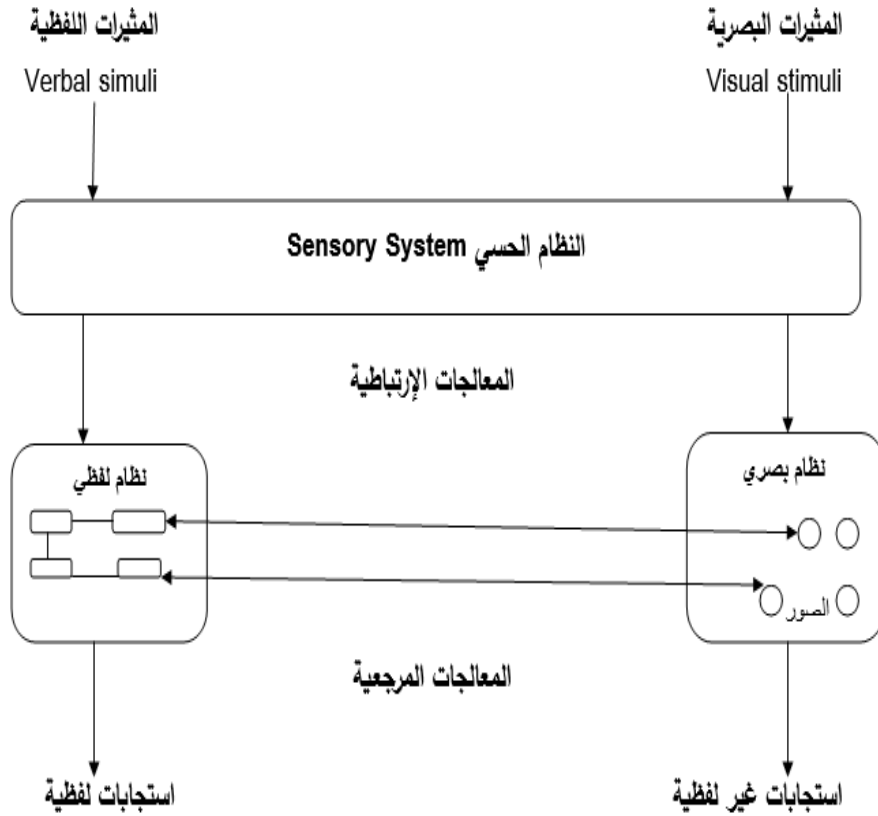 المثيرات البصرية
Visual stimuli
المثيرات اللفظية
Verbal simuli
النظام الحسي Sensory System
المعالجات الإرتباطية
نظام بصري
الصور
نظام لفظي
المعالجات المرجعية
استجابات غير لفظية
استجابات لفظية